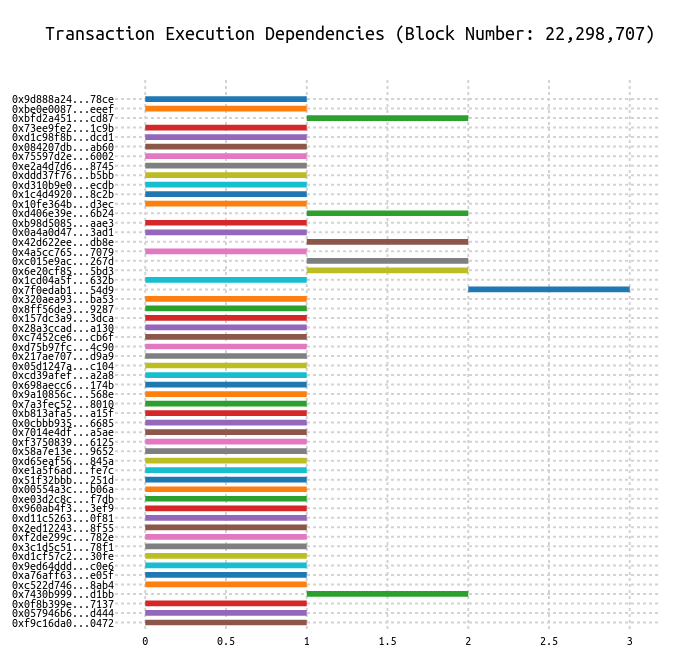 Transaction Execution Dependencies (Block Number: 22,298,707)
0x9d888a24...78ce
0xbe0e0087...eeef
0xbfd2a451...cd87
0x73ee9fe2...1c9b
0xd1c98f8b...dcd1
0x084207db...ab60
0x75597d2e...6002
0xe2a4d7d6...8745
0xddd37f76...b5bb
0xd310b9e0...ecdb
0x1c4d4920...8c2b
0x10fe364b...d3ec
0xd406e39e...6b24
0xb98d5085...aae3
0x0a4a0d47...3ad1
0x42d622ee...db8e
0x4a5cc765...7079
0xc015e9ac...267d
0x6e20cf85...5bd3
0x1cd04a5f...632b
0x7f0edab1...54d9
0x320aea93...ba53
0x8ff56de3...9287
0x157dc3a9...3dca
0x28a3ccad...a130
0xc7452ce6...cb6f
0xd75b97fc...4c90
0x217ae707...d9a9
0x05d1247a...c104
0xcd39afef...a2a8
0x698aecc6...174b
0x9a10856c...568e
0x7a3fec52...8010
0xb813afa5...a15f
0x0cbbb935...6685
0x7014e4df...a5ae
0xf3750839...6125
0x58a7e13e...9652
0xd65eaf56...845a
0xe1a5f6ad...fe7c
0x51f32bbb...251d
0x00554a3c...b06a
0xe03d2c8c...f7db
0x960ab4f3...3ef9
0xd11c5263...0f81
0x2ed12243...8f55
0xf2de299c...782e
0x3c1d5c51...78f1
0xd1cf57c2...30fe
0x9ed64ddd...c0e6
0xa76aff63...e05f
0xc522d746...8ab4
0x7430b999...d1bb
0x0f8b399e...7137
0x057946b6...d444
0xf9c16da0...0472
0 0.5 1 1.5 2 2.5 3